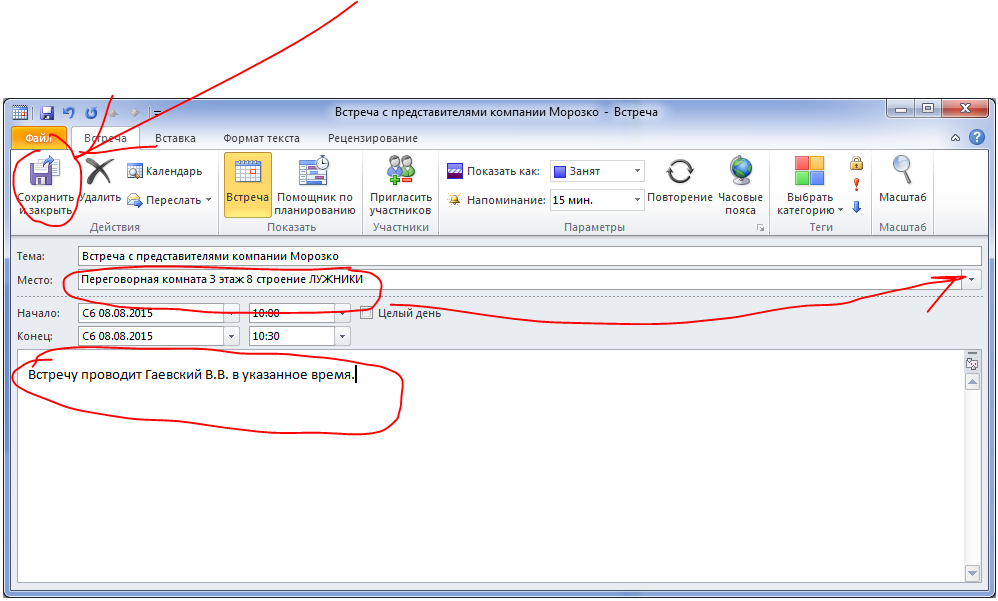 Встреча с представителями компании Морозко - Встреча
Файл Встреча Вставка Формат текста Рецензирование
Сохранить и закрыть
Удалить
Календарь
Переслать
Действия
Встреча
Помощник по планированию
Показать
Пригласить участников
Участники
Показать как: Занят
Напоминание: 15 мин.
Повторение
Часовые пояса
Параметры
Выбрать категорию
Теги
Масштаб
Масштаб
Тема: Встреча с представителями компании Морозко
Место: Переговорная комната 3 этаж 8 строение ЛУЖНИКИ
Начало: Сб 08.08.2015 10:00 Целый день
Конец: Сб 08.08.2015 10:30
Встречу проводит Гаевский В.В. в указанное время.